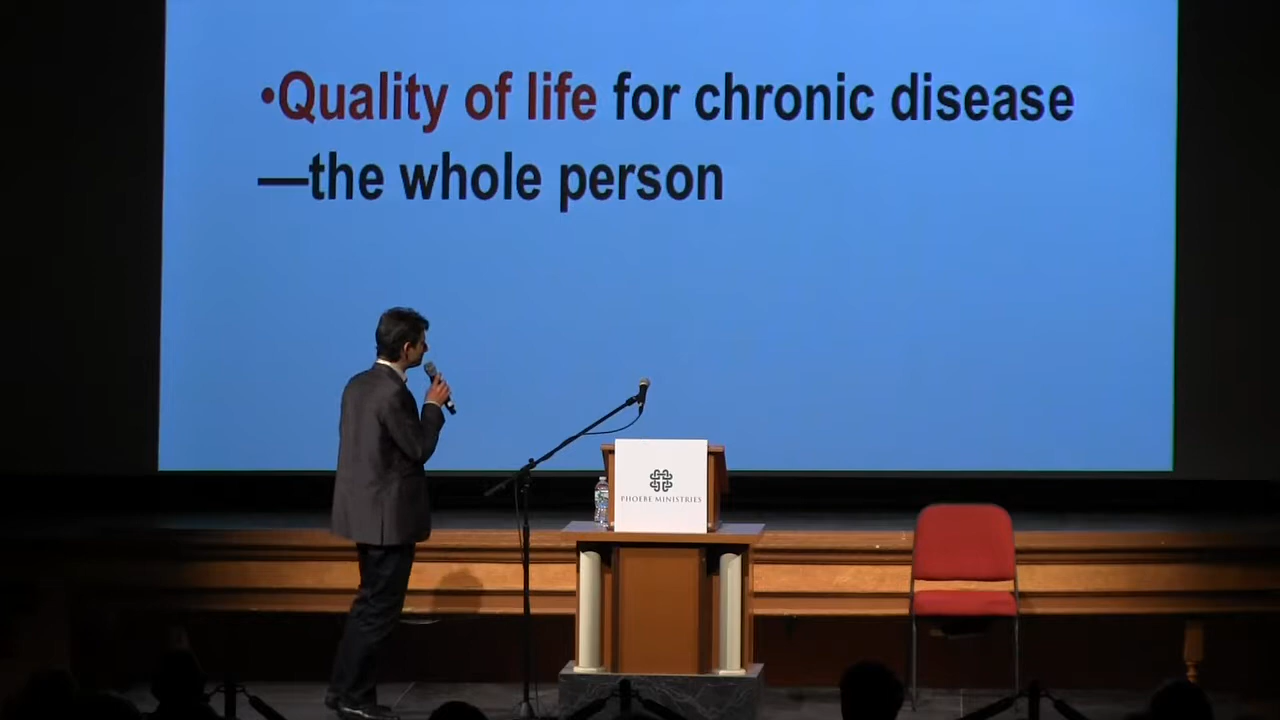 •Quality of life for chronic disease
—the whole person
PHOEBE MINISTRIES